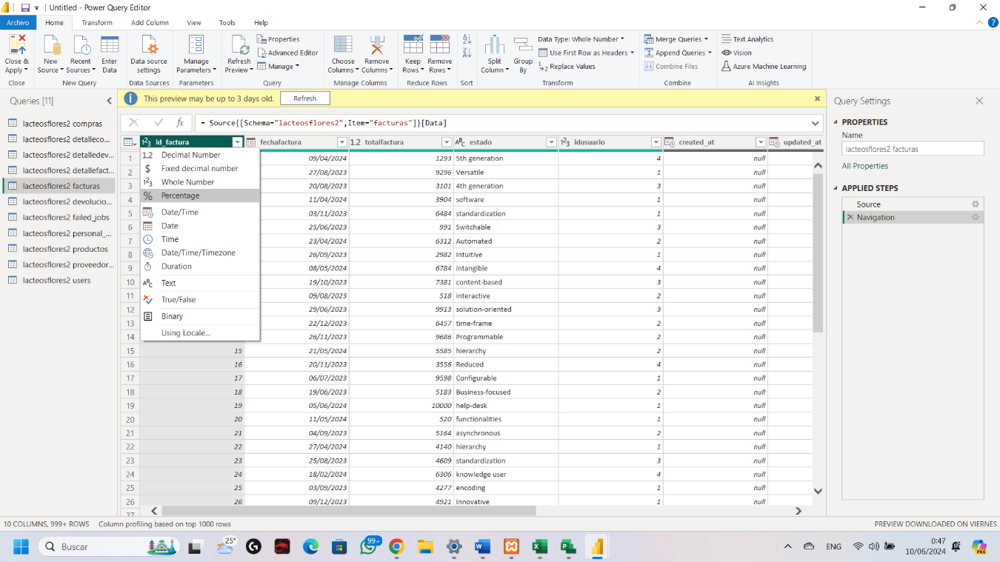 Untitled - Power Query Editor
Archivo Home Transform Add Column View Tools Help
Close & Apply
Close
New Source
Recent Sources
Enter Data
New Query
Data source settings
Data Sources
Manage Parameters
Parameters
Refresh Preview
Properties
Advanced Editor
Manage
Query
Choose Columns
Remove Columns
Manage Columns
Keep Rows
Remove Rows
Reduce Rows
Sort
Split Column
Group By
Data Type: Whole Number
Use First Row as Headers
Replace Values
Transform
Merge Queries
Append Queries
Combine Files
Combine
Text Analytics
Vision
Azure Machine Learning
AI Insights
Queries [11]
lacteosflores2 compras
lacteosflores2 detalleco...
lacteosflores2 detalledev...
lacteosflores2 detallefact...
lacteosflores2 facturas
lacteosflores2 devolucio...
lacteosflores2 failed_jobs
lacteosflores2 personal_...
lacteosflores2 productos
lacteosflores2 proveedor...
lacteosflores2 users
This preview may be up to 3 days old. Refresh
= Source{[Schema="lacteosflores2",Item="facturas"]}[Data]
id_factura fechafactura 1.2 totalfactura estado idusuario created_at updated_at
1.2 Decimal Number
$ Fixed decimal number
Whole Number
% Percentage
Date/Time
Date
Time
Date/Time/Timezone
Duration
Text
True/False
Binary
Using Locale...
1 09/04/2024 1293 5th generation 4 null
2 27/08/2023 9296 Versatile 1 null
3 20/08/2023 3101 4th generation 3 null
4 11/04/2024 3904 software 1 null
5 03/11/2023 6484 standardization 1 null
6 25/06/2023 991 Switchable 3 null
7 23/04/2024 6312 Automated 2 null
8 26/09/2023 2982 Intuitive 1 null
9 08/05/2024 6784 intangible 4 null
10 19/10/2023 7381 content-based 3 null
11 09/08/2023 518 interactive 2 null
12 29/06/2023 9913 solution-oriented 3 null
13 22/12/2023 6457 time-frame 2 null
14 26/11/2023 9686 Programmable 2 null
15 15 21/05/2024 5585 hierarchy 2 null
16 16 20/11/2023 3556 Reduced 4 null
17 17 06/07/2023 9598 Configurable 1 null
18 18 19/06/2023 5183 Business-focused 2 null
19 19 05/06/2023 10000 help-desk 1 null
20 20 11/05/2024 520 functionalities 1 null
21 21 04/09/2023 5164 asynchronous 2 null
22 22 27/04/2024 4140 hierarchy 1 null
23 23 25/08/2023 4609 standardization 3 null
24 24 18/02/2024 6306 knowledge user 4 null
25 25 03/09/2023 4277 encoding 1 null
26 26 09/12/2023 4921 Innovative 1 null
27
Query Settings
PROPERTIES
Name
lacteosflores2 facturas
All Properties
APPLIED STEPS
Source
Navigation
10 COLUMNS, 999+ ROWS Column profiling based on top 1000 rows
PREVIEW DOWNLOADED ON VIERNES
Buscar
25°
99+
ENG
0:47
10/06/2024
PRE